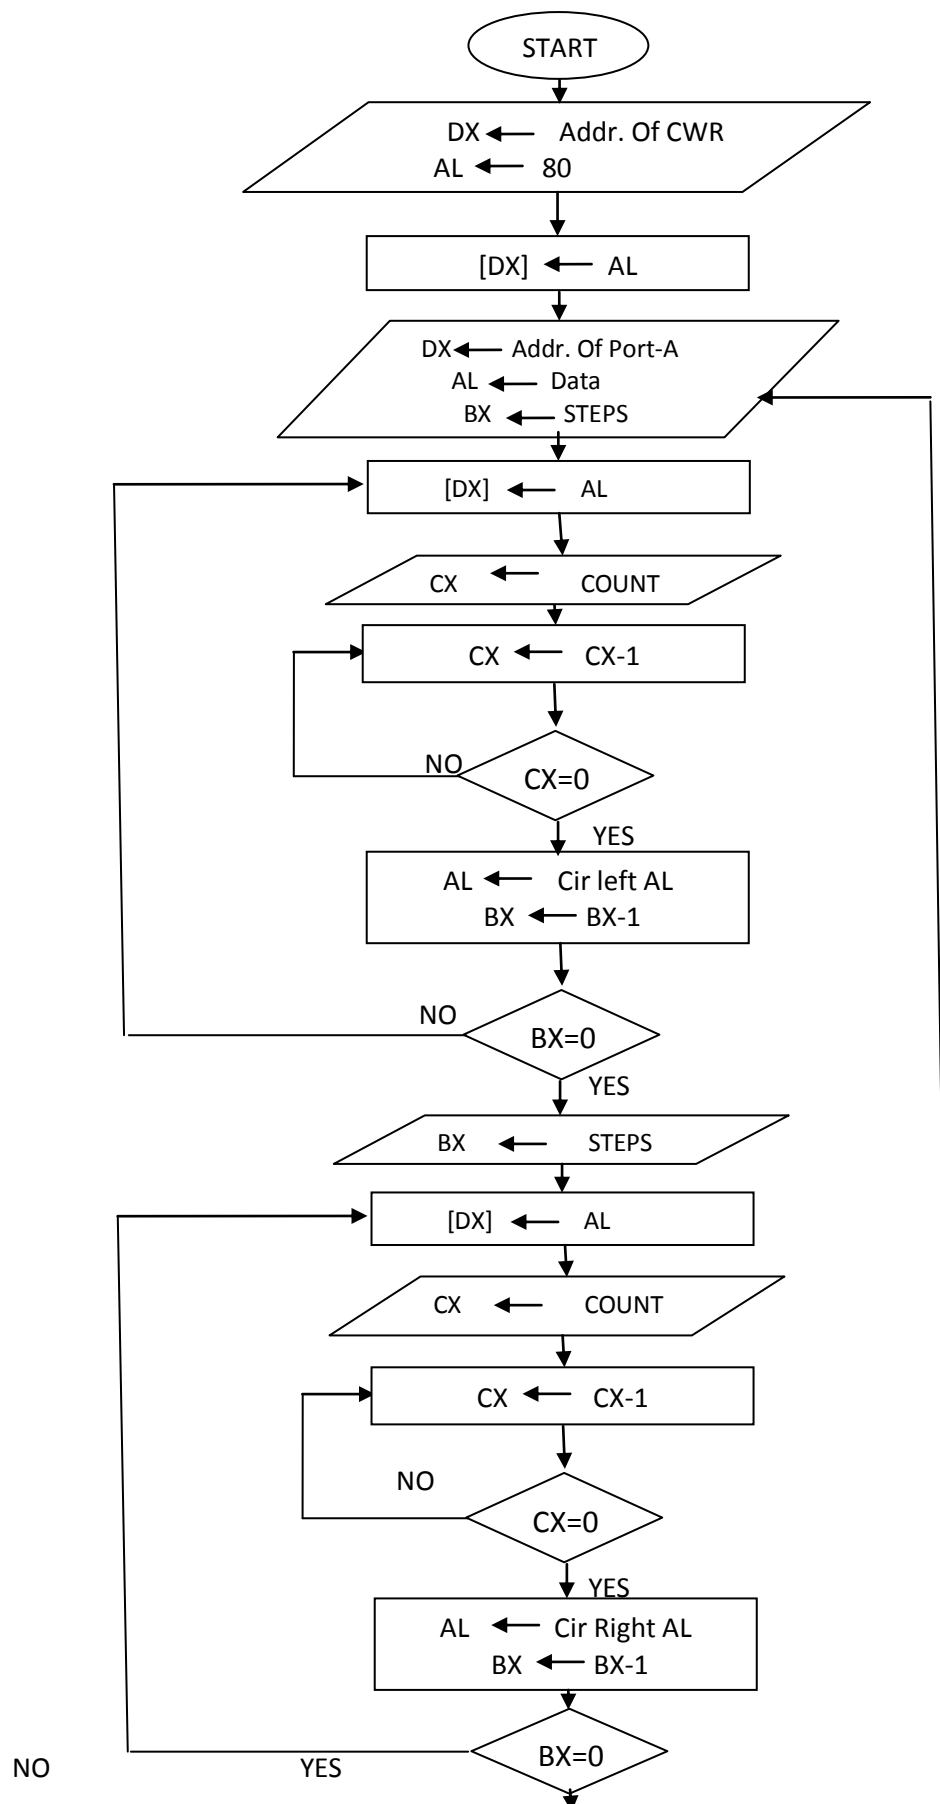 START
DX Addr. Of CWR
AL 80
[DX] AL
DX Addr. Of Port-A
AL Data
BX STEPS
[DX] AL
CX COUNT
CX CX-1
NO
CX=0
YES
AL Cir left AL
BX BX-1
NO
BX=0
YES
BX STEPS
[DX] AL
CX COUNT
CX CX-1
NO
CX=0
YES
AL Cir Right AL
BX BX-1
NO YES BX=0